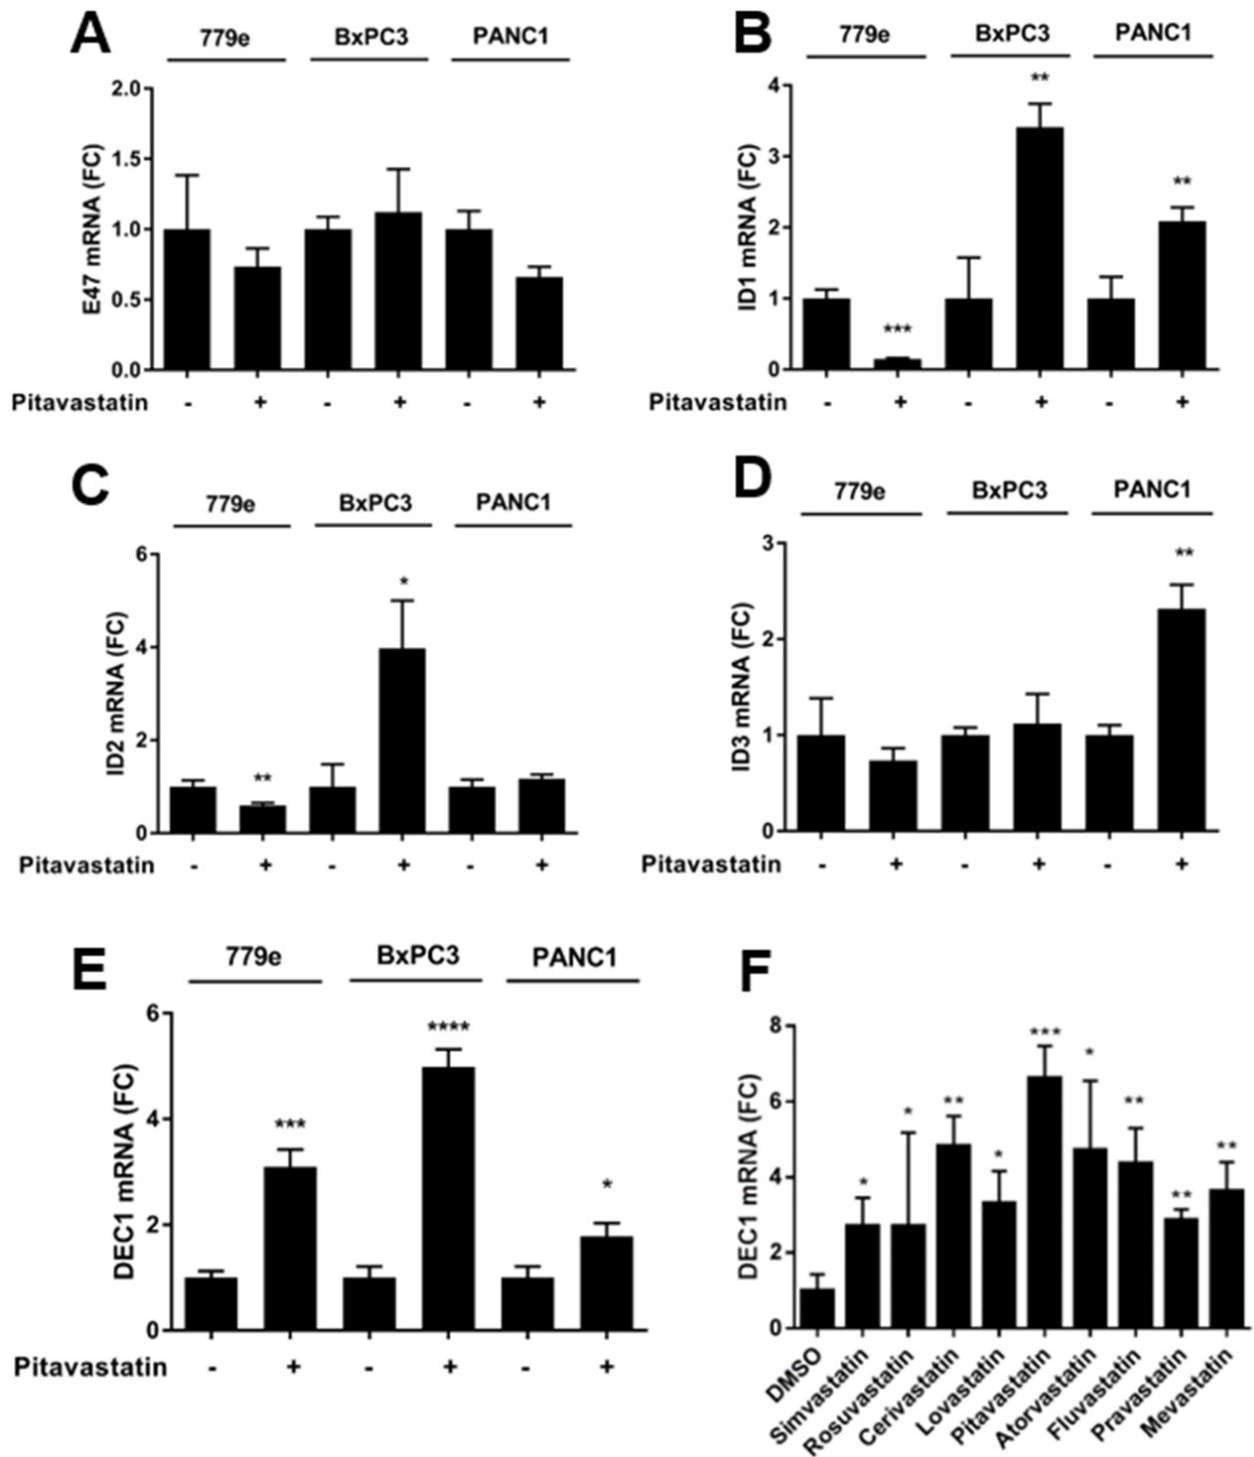 A
779e BxPC3 PANC1
E47 mRNA (FC)
2.0
1.5
1.0
0.5
0.0
Pitavastatin - + - + - +
B
779e BxPC3 PANC1
ID1 mRNA (FC)
4
3
2
1
0
***
**
**
Pitavastatin - + - + - +
C
779e BxPC3 PANC1
ID2 mRNA (FC)
6
4
2
0
**
*
Pitavastatin - + - + - +
D
779e BxPC3 PANC1
ID3 mRNA (FC)
3
2
1
0
**
Pitavastatin - + - + - +
E
779e BxPC3 PANC1
DEC1 mRNA (FC)
6
4
2
0
***
****
*
Pitavastatin - + - + - +
F
DEC1 mRNA (FC)
8
6
4
2
0
* * ** * *** * ** ** **
DMSO
Simvastatin
Rosuvastatin
Cerivastatin
Lovastatin
Pitavastatin
Atorvastatin
Fluvastatin
Pravastatin
Mevastatin